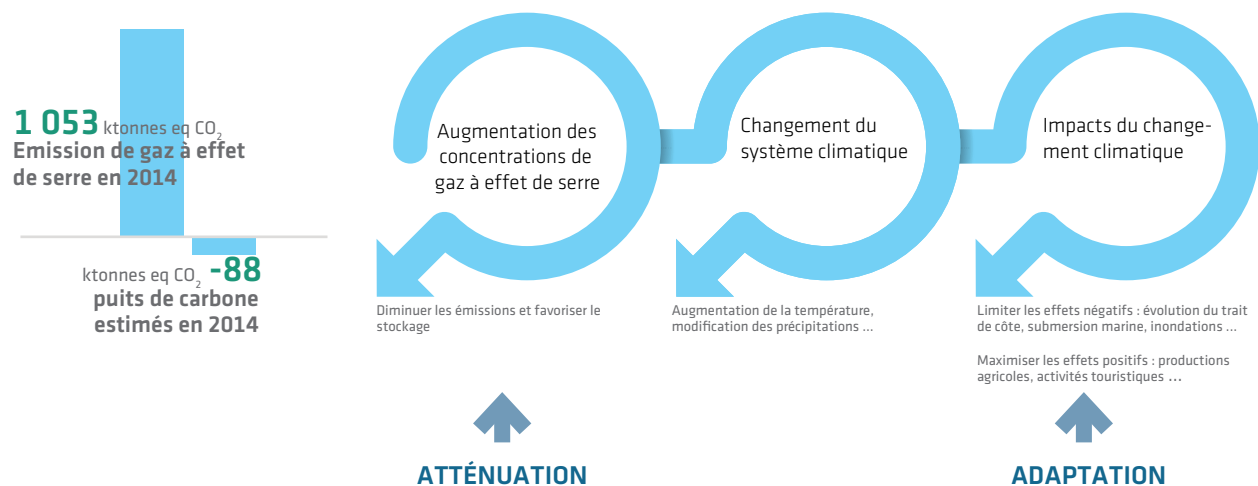 1 053 ktonnes eq CO₂
Emission de gaz à effet
de serre en 2014
ktonnes eq CO₂ -88
puits de carbone
estimés en 2014
Augmentation des
concentrations de
gaz à effet de serre
Diminuer les émissions et favoriser le
stockage
ATTÉNUATION
Changement du
système climatique
Augmentation de la température,
modification des précipitations ...
Impacts du change-
ment climatique
Limiter les effets négatifs : évolution du trait
de côte, submersion marine, inondations ...
Maximiser les effets positifs : productions
agricoles, activités touristiques ...
ADAPTATION